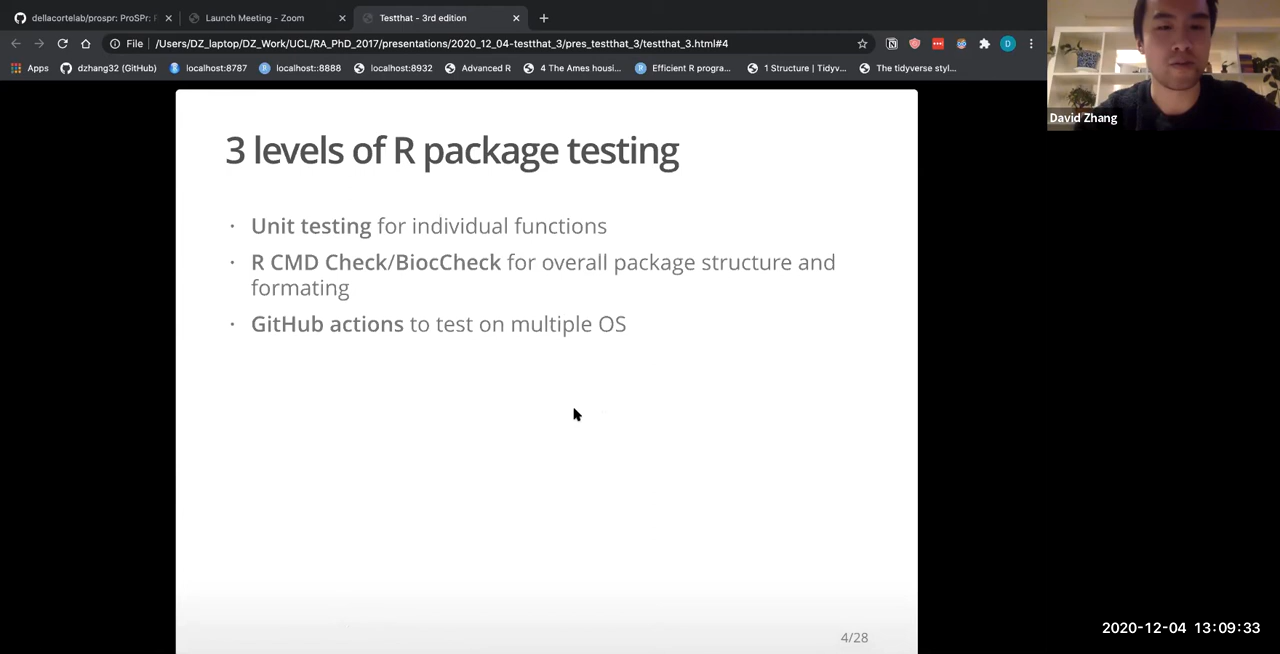 dellacortelab/prospr: ProSPr: F
Launch Meeting - Zoom
Testthat - 3rd edition
File /Users/DZ_laptop/DZ_Work/UCL/RA_PhD_2017/presentations/2020_12_04-testthat_3/pres_testthat_3/testthat_3.html#4
D
Apps dzhang32 (GitHub) localhost:8787 localhost::8888 localhost:8932 Advanced R 4 The Ames housi... Efficient R progra... 1 Structure | Tidyv... The tidyverse styl...
David Zhang
3 levels of R package testing
· Unit testing for individual functions
· R CMD Check/BiocCheck for overall package structure and
formating
· GitHub actions to test on multiple OS
4/28
2020-12-04 13:09:33